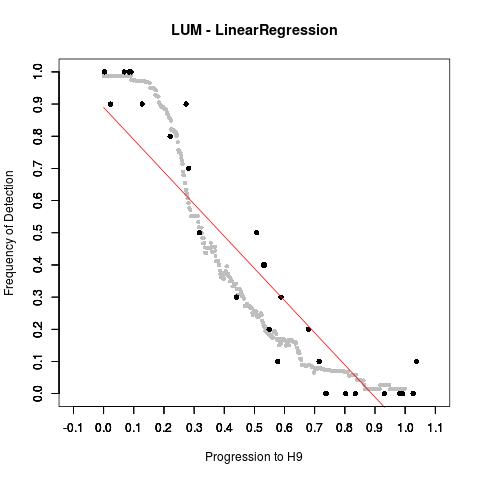 LUM - LinearRegression
Frequency of Detection
1.0
0.9
0.8
0.7
0.6
0.5
0.4
0.3
0.2
0.1
0.0
-0.1 0.0 0.1 0.2 0.3 0.4 0.5 0.6 0.7 0.8 0.9 1.0 1.1
Progression to H9